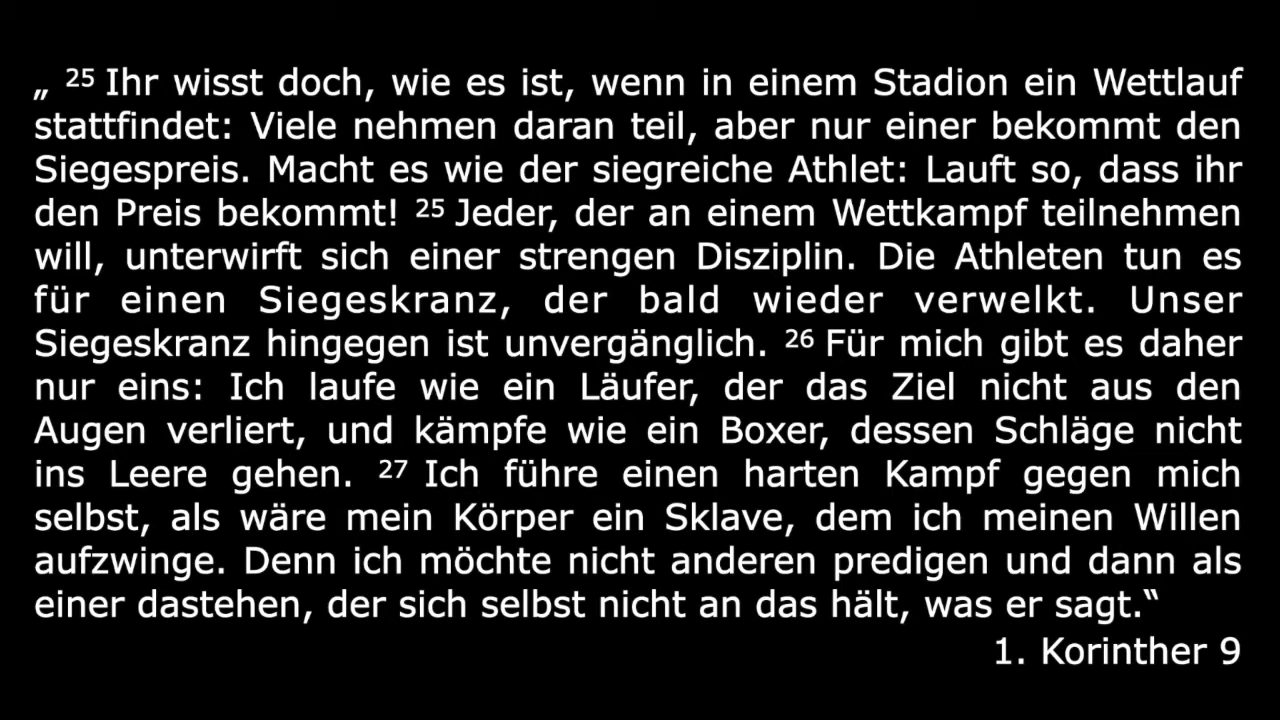 „ 25 Ihr wisst doch, wie es ist, wenn in einem Stadion ein Wettlauf
stattfindet: Viele nehmen daran teil, aber nur einer bekommt den
Siegespreis. Macht es wie der siegreiche Athlet: Lauft so, dass ihr
den Preis bekommt! 25 Jeder, der an einem Wettkampf teilnehmen
will, unterwirft sich einer strengen Disziplin. Die Athleten tun es
für einen Siegeskranz, der bald wieder verwelkt. Unser
Siegeskranz hingegen ist unvergänglich. 26 Für mich gibt es daher
nur eins: Ich laufe wie ein Läufer, der das Ziel nicht aus den
Augen verliert, und kämpfe wie ein Boxer, dessen Schläge nicht
ins Leere gehen. 27 Ich führe einen harten Kampf gegen mich
selbst, als wäre mein Körper ein Sklave, dem ich meinen Willen
aufzwinge. Denn ich möchte nicht anderen predigen und dann als
einer dastehen, der sich selbst nicht an das hält, was er sagt.“
1. Korinther 9